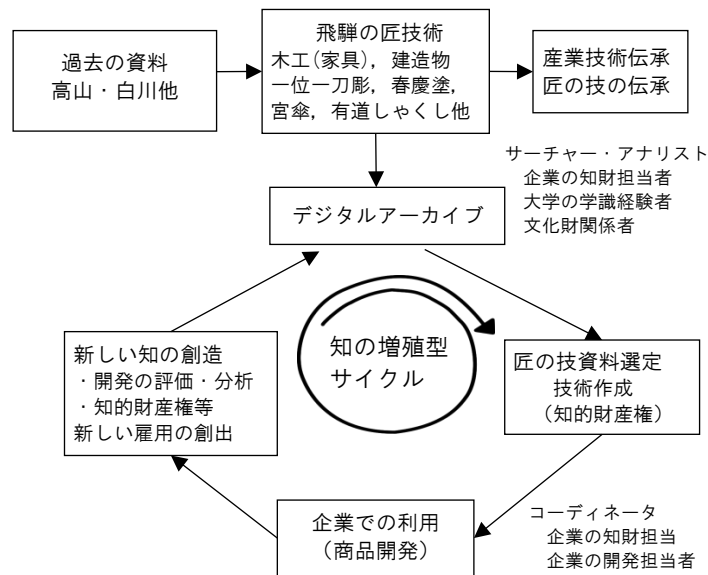 過去の資料
高山・白川他
飛騨の匠技術
木工(家具), 建造物
一位一刀彫, 春慶塗,
宮傘, 有道しゃくし他
産業技術伝承
匠の技の伝承
サーチャー・アナリスト
企業の知財担当者
大学の学識経験者
文化財関係者
デジタルアーカイブ
新しい知の創造
・開発の評価・分析
・知的財産権等
新しい雇用の創出
知の増殖型
サイクル
匠の技資料選定
技術作成
（知的財産権）
企業での利用
（商品開発）
コーディネータ
企業の知財担当
企業の開発担当者